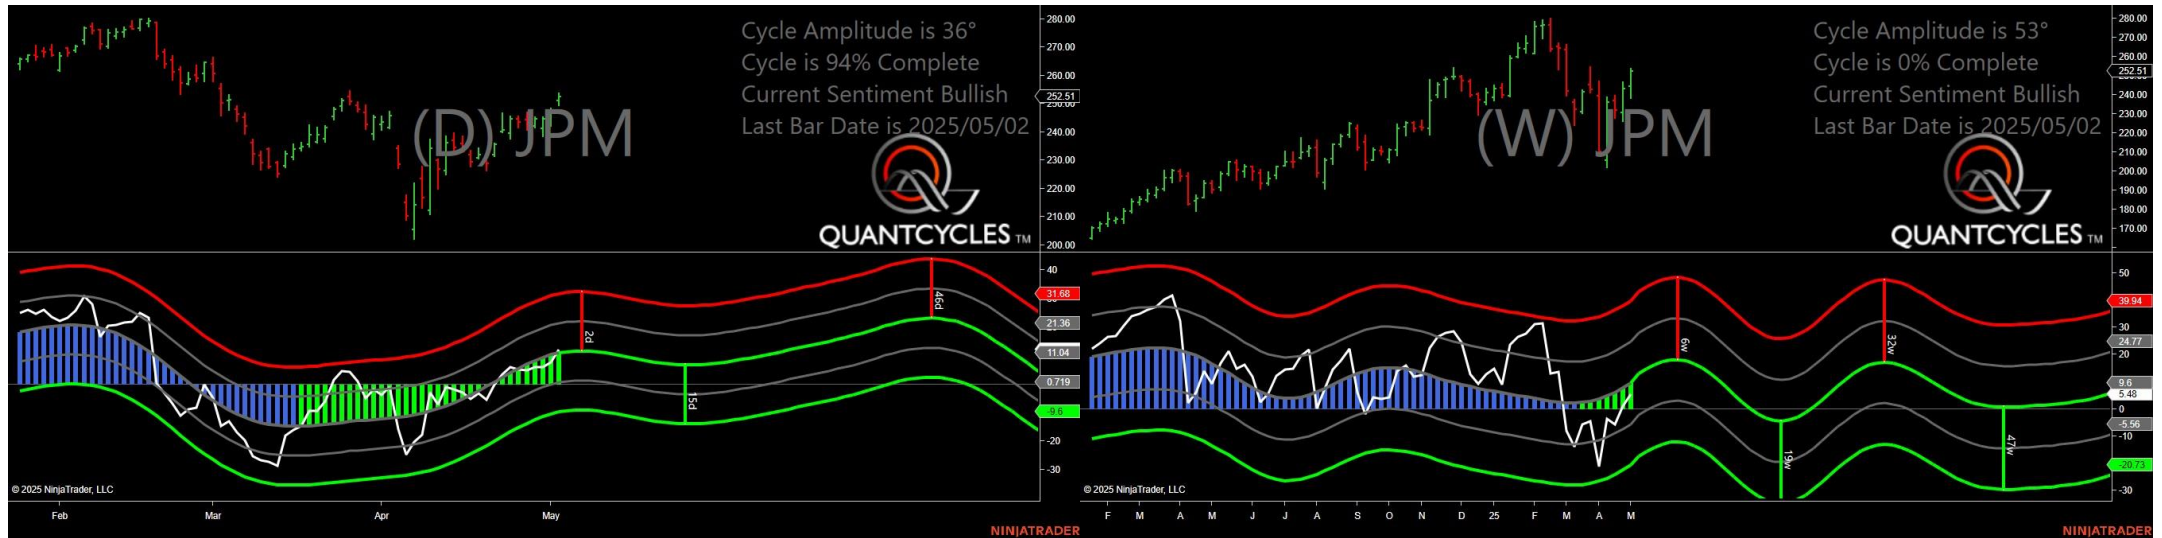 Cycle Amplitude is 36°
Cycle is 94% Complete
Current Sentiment Bullish
Last Bar Date is 2025/05/02
(D) JPM
QUANTCYCLES TM
280.00
270.00
260.00
252.51
240.00
230.00
220.00
210.00
200.00
40
31.68
21.36
11.04
0.719
-9.6
-20
-30
2d
15d
46d
© 2025 NinjaTrader, LLC
Feb
Mar
Apr
May
NINJATRADER
Cycle Amplitude is 53°
Cycle is 0% Complete
Current Sentiment Bullish
Last Bar Date is 2025/05/02
(W) JPM
QUANTCYCLES TM
280.00
270.00
260.00
252.51
240.00
230.00
220.00
210.00
200.00
190.00
180.00
170.00
50
39.94
30
24.77
20
9.6
5.48
0
-5.56
-10
-20.73
-30
6w
19w
32w
47w
© 2025 NinjaTrader, LLC
F
M
A
M
J
J
A
S
O
N
D
25
F
M
A
M
NINJATRADER